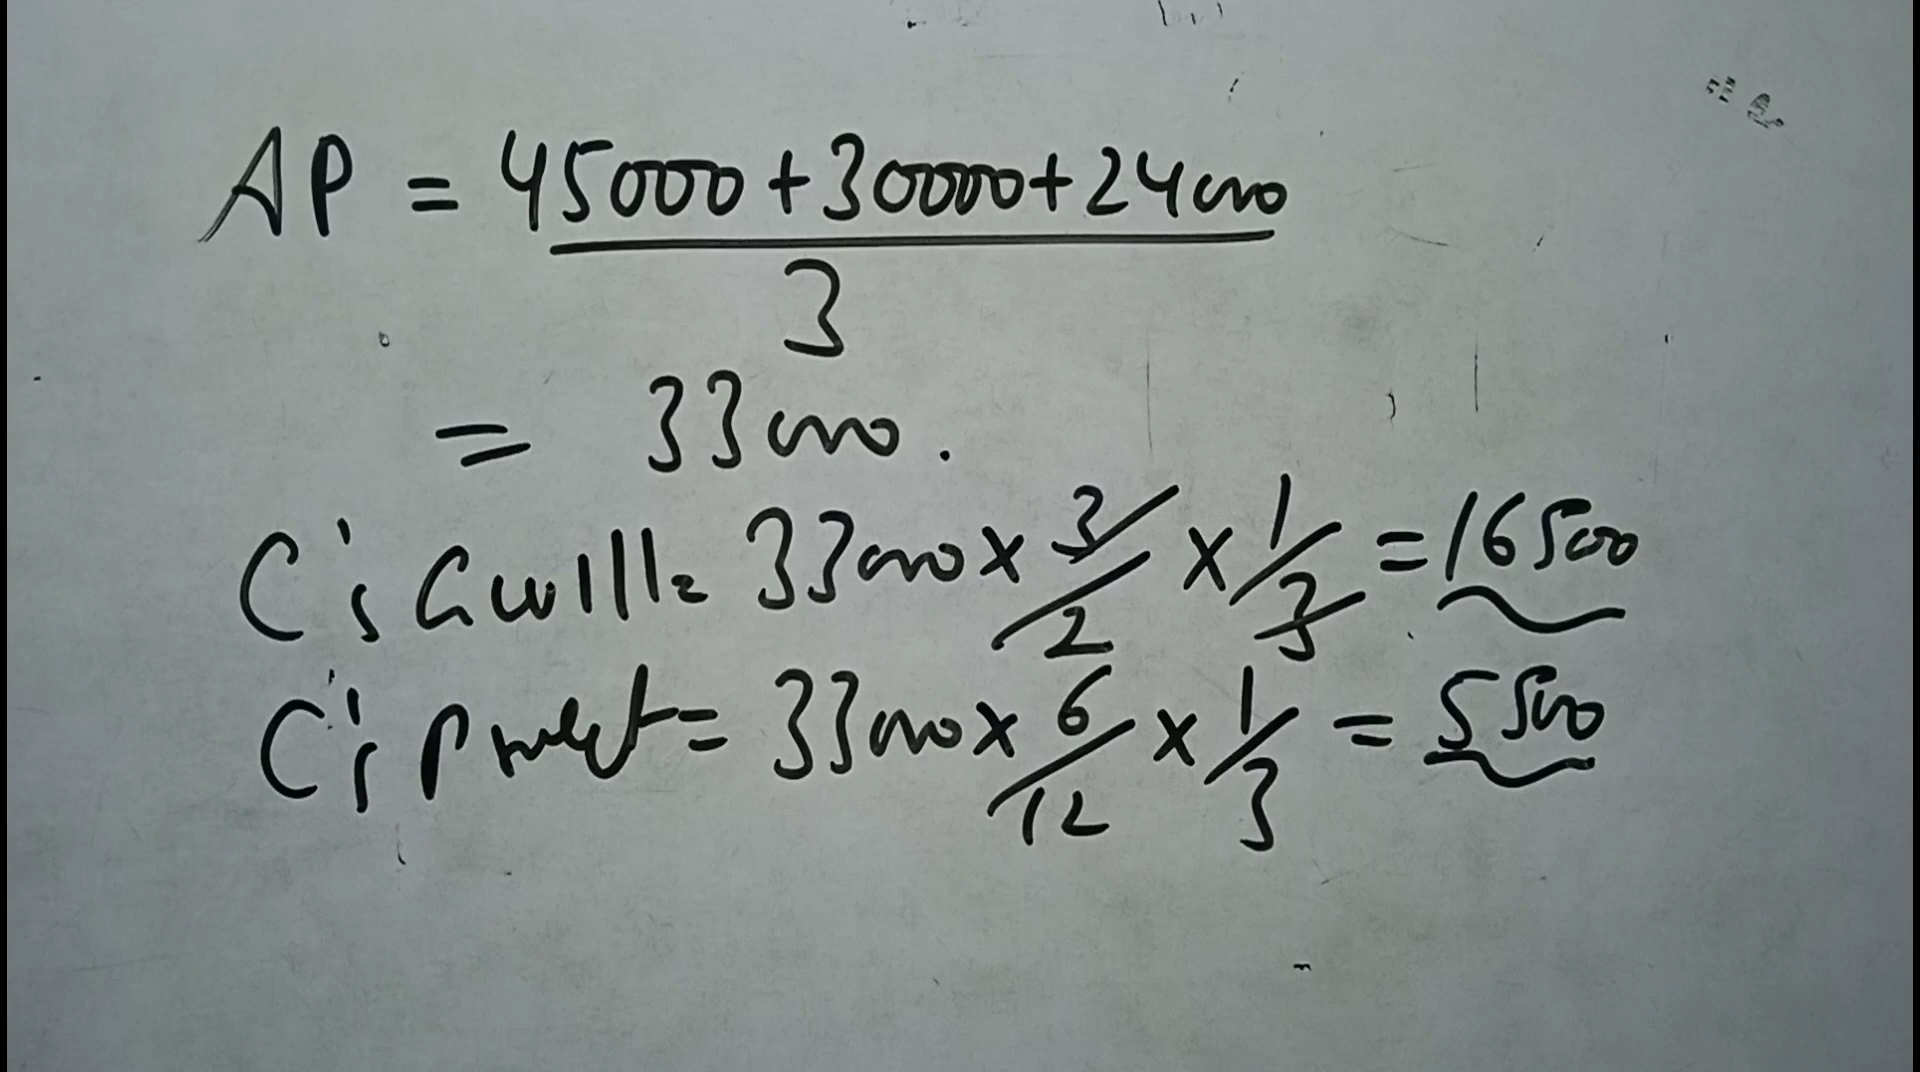 AP = 45000+30000+24000
3
= 33000.
C's Gwill = 33000 x 3/2 x 1/3 = 16500
C's Profit = 33000 x 6/12 x 1/3 = 5500